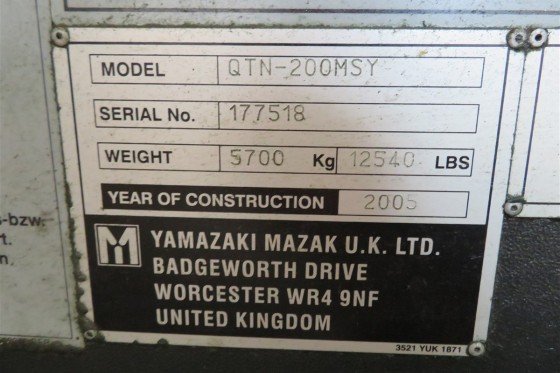 MODEL QTN-200MSY
SERIAL No. 177518
WEIGHT 5700 Kg 12540 LBS
YEAR OF CONSTRUCTION 2005
YAMAZAKI MAZAK U.K. LTD.
BADGEWORTH DRIVE
WORCESTER WR4 9NF
UNITED KINGDOM
3521 YUK 1871
s-bzw.
t.
n.